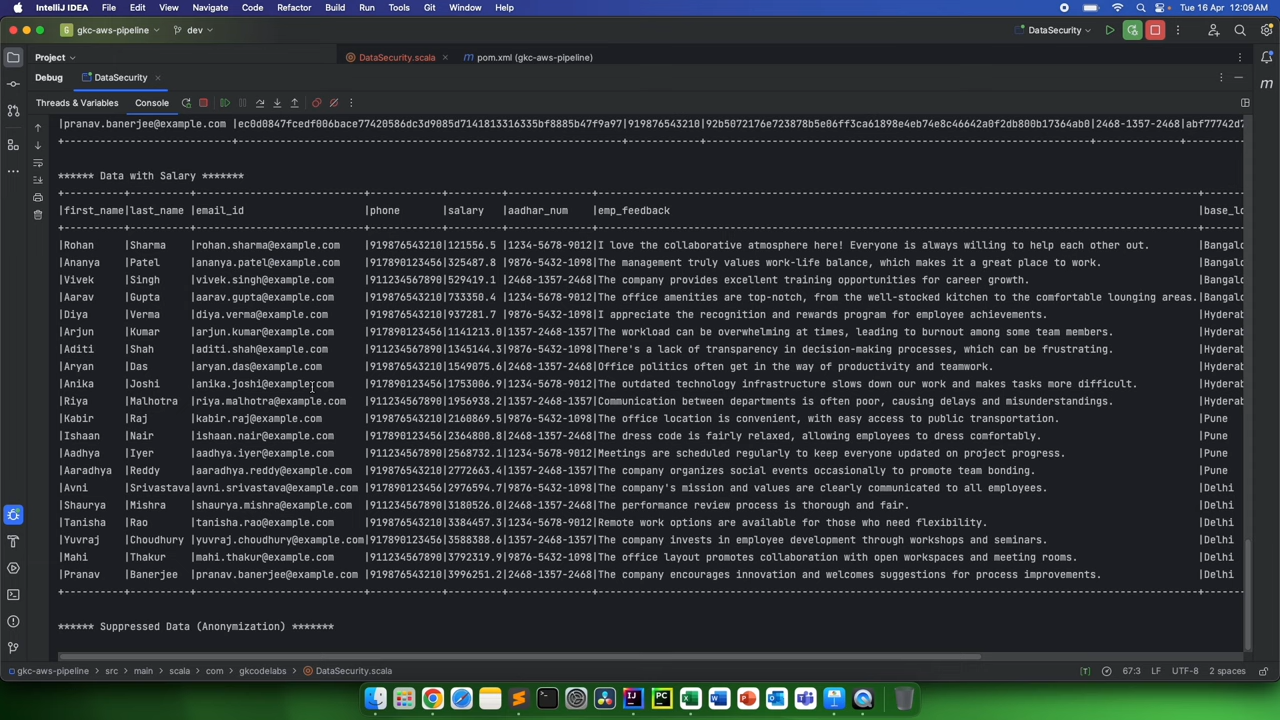 IntelliJ IDEA File Edit View Navigate Code Refactor Build Run Tools Git Window Help Tue 16 Apr 12:09 AM
G gkc-aws-pipeline dev DataSecurity
Project DataSecurity.scala × m pom.xml (gkc-aws-pipeline)
Debug DataSecurity ×
Threads & Variables Console
|pranav.banerjee@example.com |ec0d0847fcedf006bace77420586dc3d9085d7141813316335bf8885b47f9a97|919876543210|92b5072176e723878b5e06ff3ca61898e4eb74e8c46642a0f2db800b17364ab0|2468-1357-2468|abf77742d7
****** Data with Salary *******
|first_name|last_name |email_id |phone |salary |aadhar_num |emp_feedback |base_lo
|Rohan |Sharma |rohan.sharma@example.com |919876543210|121556.5 |1234-5678-9012|I love the collaborative atmosphere here! Everyone is always willing to help each other out. |Bangalo
|Ananya |Patel |ananya.patel@example.com |917890123456|325487.8 |9876-5432-1098|The management truly values work-life balance, which makes it a great place to work. |Bangalo
|Vivek |Singh |vivek.singh@example.com |911234567890|529419.1 |2468-1357-2468|The company provides excellent training opportunities for career growth. |Bangalo
|Aarav |Gupta |aarav.gupta@example.com |919876543210|733350.4 |1234-5678-9012|The office amenities are top-notch, from the well-stocked kitchen to the comfortable lounging areas.|Bangalo
|Diya |Verma |diya.verma@example.com |919876543210|937281.7 |1357-2468-1357|I appreciate the recognition and rewards program for employee achievements. |Hyderab
|Arjun |Kumar |arjun.kumar@example.com |917890123456|1141213.0|1357-2468-1357|The workload can be overwhelming at times, leading to burnout among some team members. |Hyderab
|Aditi |Shah |aditi.shah@example.com |911234567890|1345144.3|9876-5432-1098|There's a lack of transparency in decision-making processes, which can be frustrating. |Hyderab
|Aryan |Das |aryan.das@example.com |919876543210|1549075.6|2468-1357-2468|Office politics often get in the way of productivity and teamwork. |Hyderab
|Anika |Joshi |anika.joshi@example.com |917890123456|1753006.9|1357-2468-1357|The outdated technology infrastructure slows down our work and makes tasks more difficult. |Hyderab
|Riya |Malhotra |riya.malhotra@example.com |911234567890|1956938.2|1357-2468-1357|Communication between departments is often poor, causing delays and misunderstandings. |Hyderab
|Kabir |Raj |kabir.raj@example.com |919876543210|2160869.5|9876-5432-1098|The office location is convenient, with easy access to public transportation. |Pune
|Ishaan |Nair |ishaan.nair@example.com |917890123456|2364800.8|2468-1357-2468|The dress code is fairly relaxed, allowing employees to dress comfortably. |Pune
|Aadhya |Iyer |aadhya.iyer@example.com |911234567890|2568732.1|1234-5678-9012|Meetings are scheduled regularly to keep everyone updated on project progress. |Pune
|Aaradhya |Reddy |aaradhya.reddy@example.com |919876543210|2772663.4|1357-2468-1357|The company organizes social events occasionally to promote team bonding. |Pune
|Avni |Srivastava|avni.srivastava@example.com |917890123456|2976594.7|9876-5432-1098|The company's mission and values are clearly communicated to all employees. |Delhi
|Shaurya |Mishra |shaurya.mishra@example.com |911234567890|3180526.0|2468-1357-2468|The performance review process is thorough and fair. |Delhi
|Tanisha |Rao |tanisha.rao@example.com |919876543210|3384457.3|1234-5678-9012|Remote work options are available for those who need flexibility. |Delhi
|Yuvraj |Choudhury |yuvraj.choudhury@example.com|917890123456|3588388.6|1357-2468-1357|The company invests in employee development through workshops and seminars. |Delhi
|Mahi |Thakur |mahi.thakur@example.com |911234567890|3792319.9|9876-5432-1098|The office layout promotes collaboration with open workspaces and meeting rooms. |Delhi
|Pranav |Banerjee |pranav.banerjee@example.com |919876543210|3996251.2|2468-1357-2468|The company encourages innovation and welcomes suggestions for process improvements. |Delhi
****** Suppressed Data (Anonymization) *******
gkc-aws-pipeline > src > main > scala > com > gkcodelabs > DataSecurity.scala [T] 67:3 LF UTF-8 2 spaces